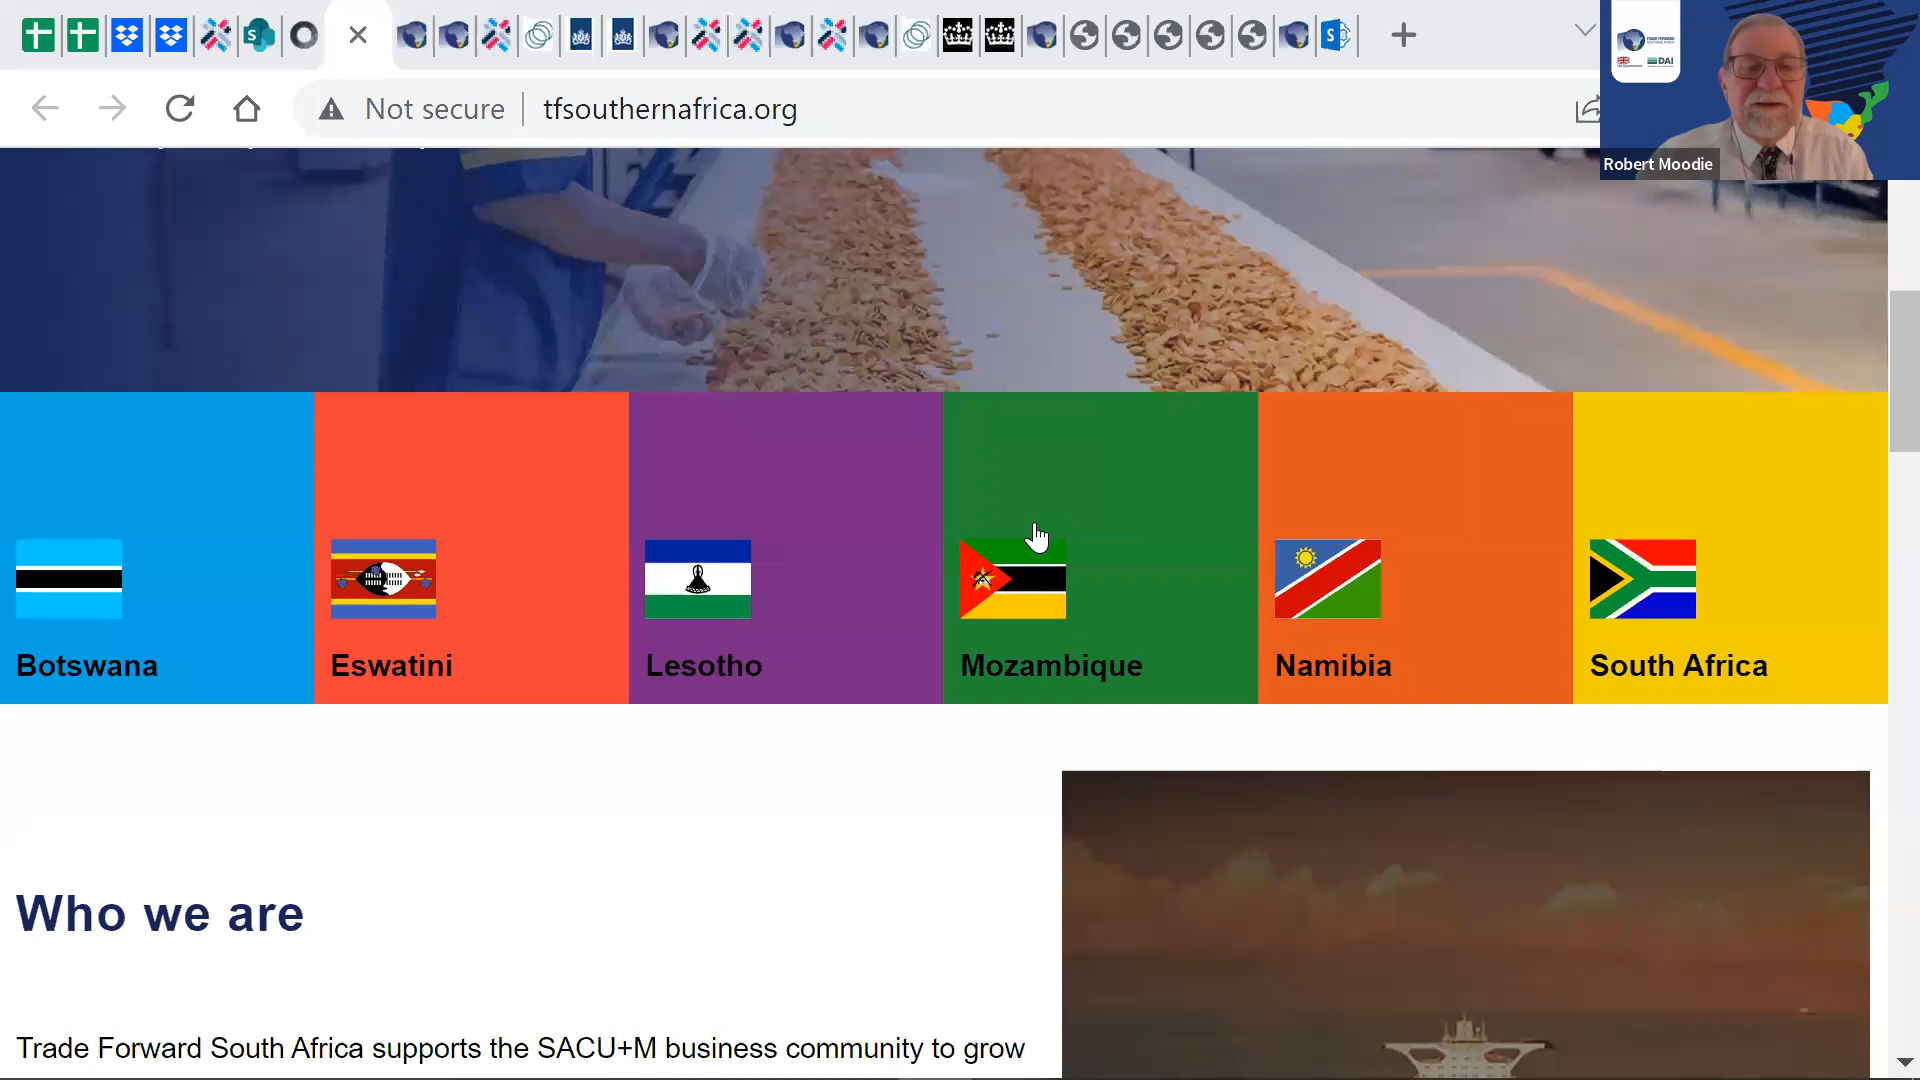 Not secure
tfsouthernafrica.org
DAI
Robert Moodie
Botswana
Eswatini
Lesotho
Mozambique
Namibia
South Africa
Who we are
Trade Forward South Africa supports the SACU+M business community to grow